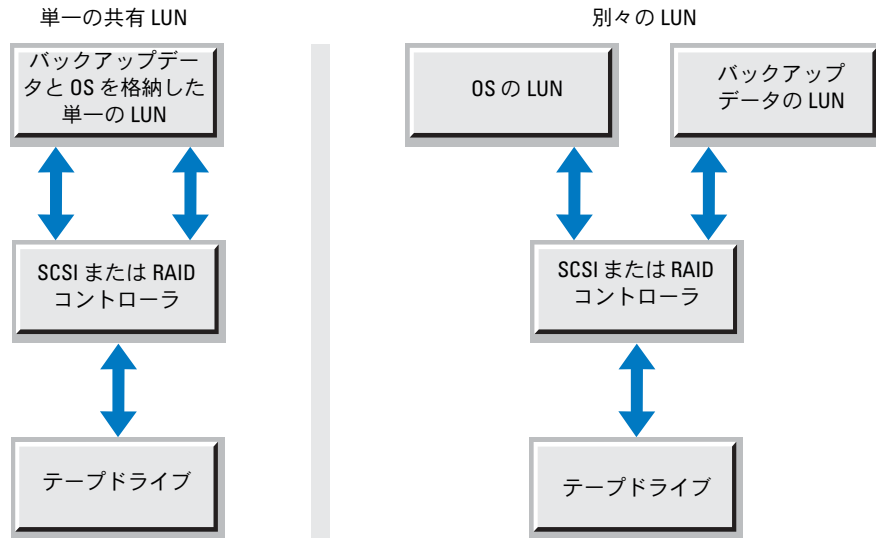 単一の共有 LUN
バックアップデー
タと OS を格納した
単一の LUN
SCSI または RAID
コントローラ
テープドライブ
別々の LUN
OS の LUN
バックアップ
データの LUN
SCSI または RAID
コントローラ
テープドライブ